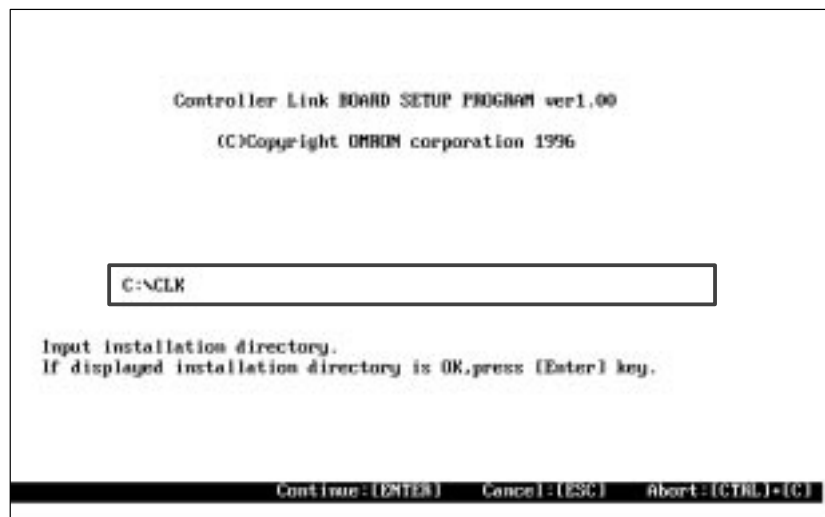 Controller Link BOARD SETUP PROGRAM ver1.00
(C)Copyright OMRON corporation 1996
C:\CLK
Input installation directory.
If displayed installation directory is OK,press [Enter] key.
Continue:[ENTER] Cancel:[ESC] Abort:[CTRL]+[C]